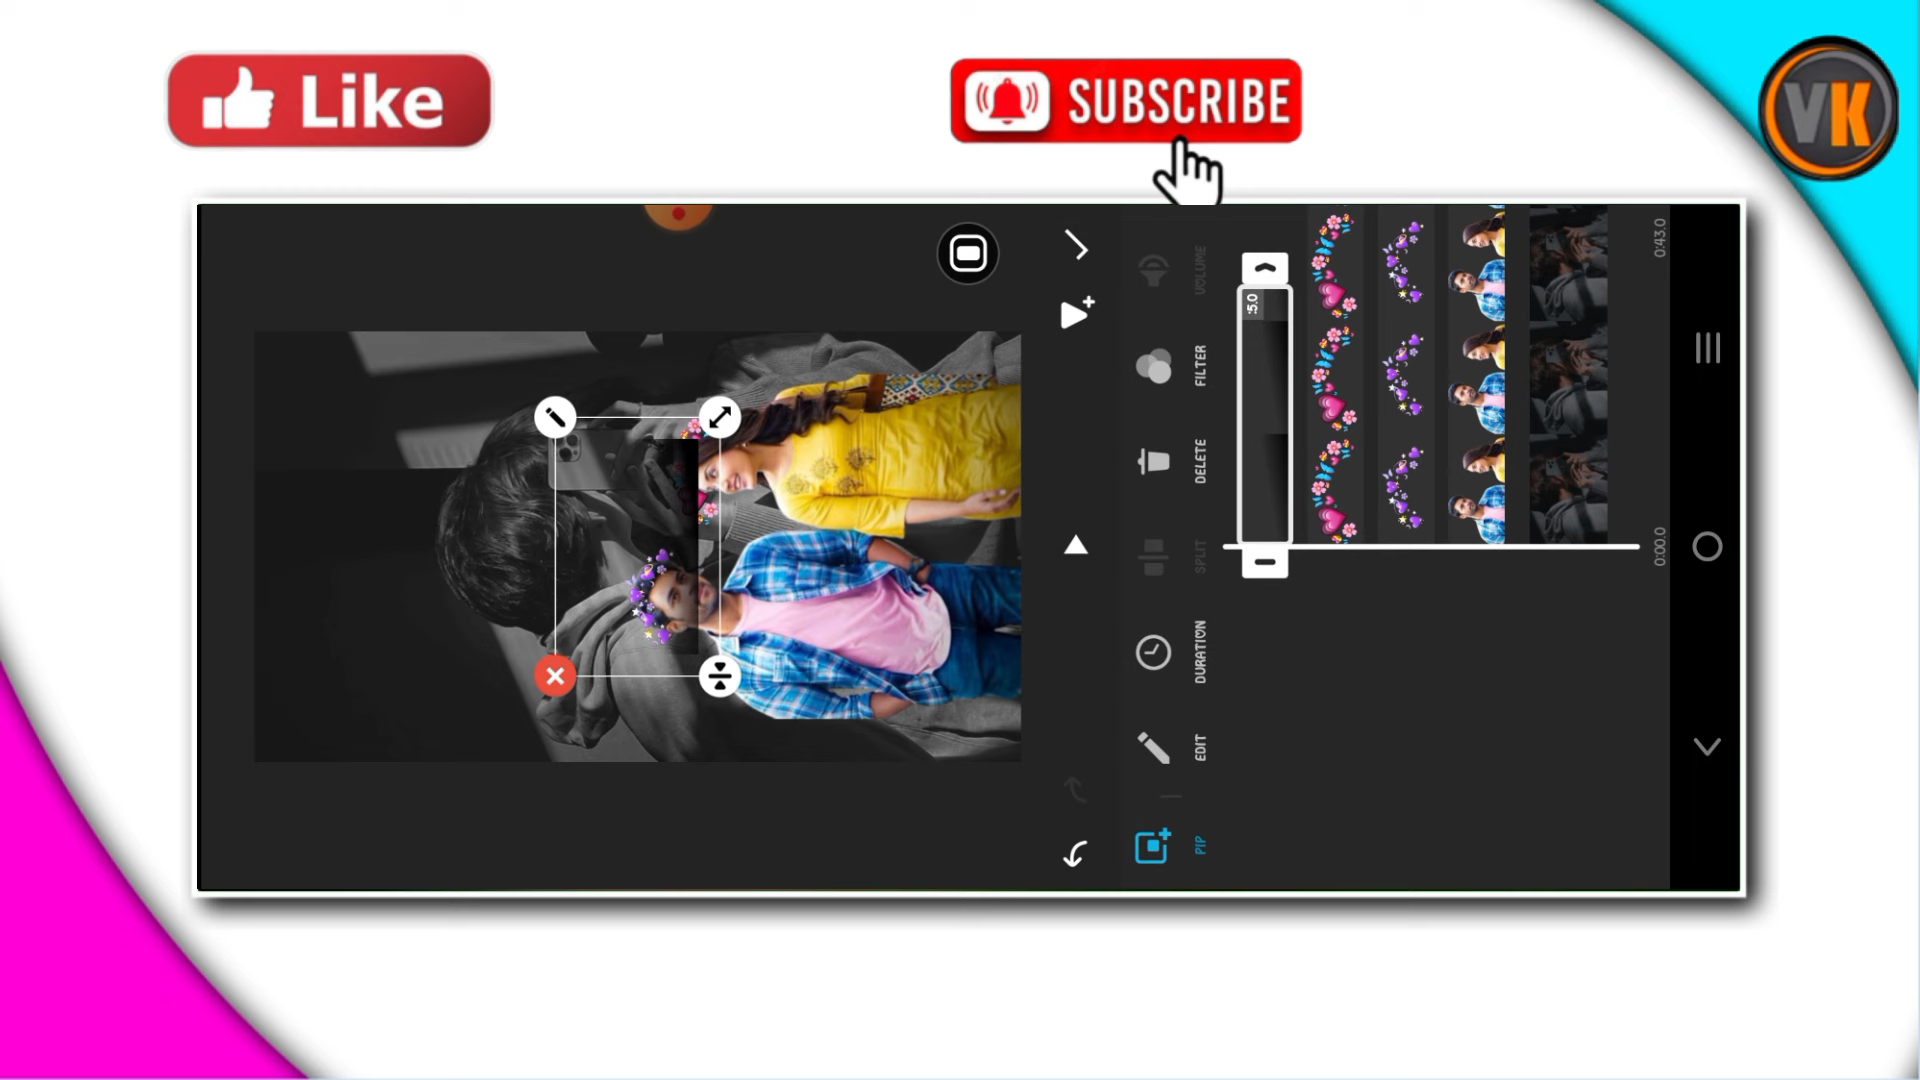 Like
SUBSCRIBE
VK
VOLUME
FILTER
DELETE
SPLIT
DURATION
EDIT
PIP
:5.0
0:43.0
0:00.0